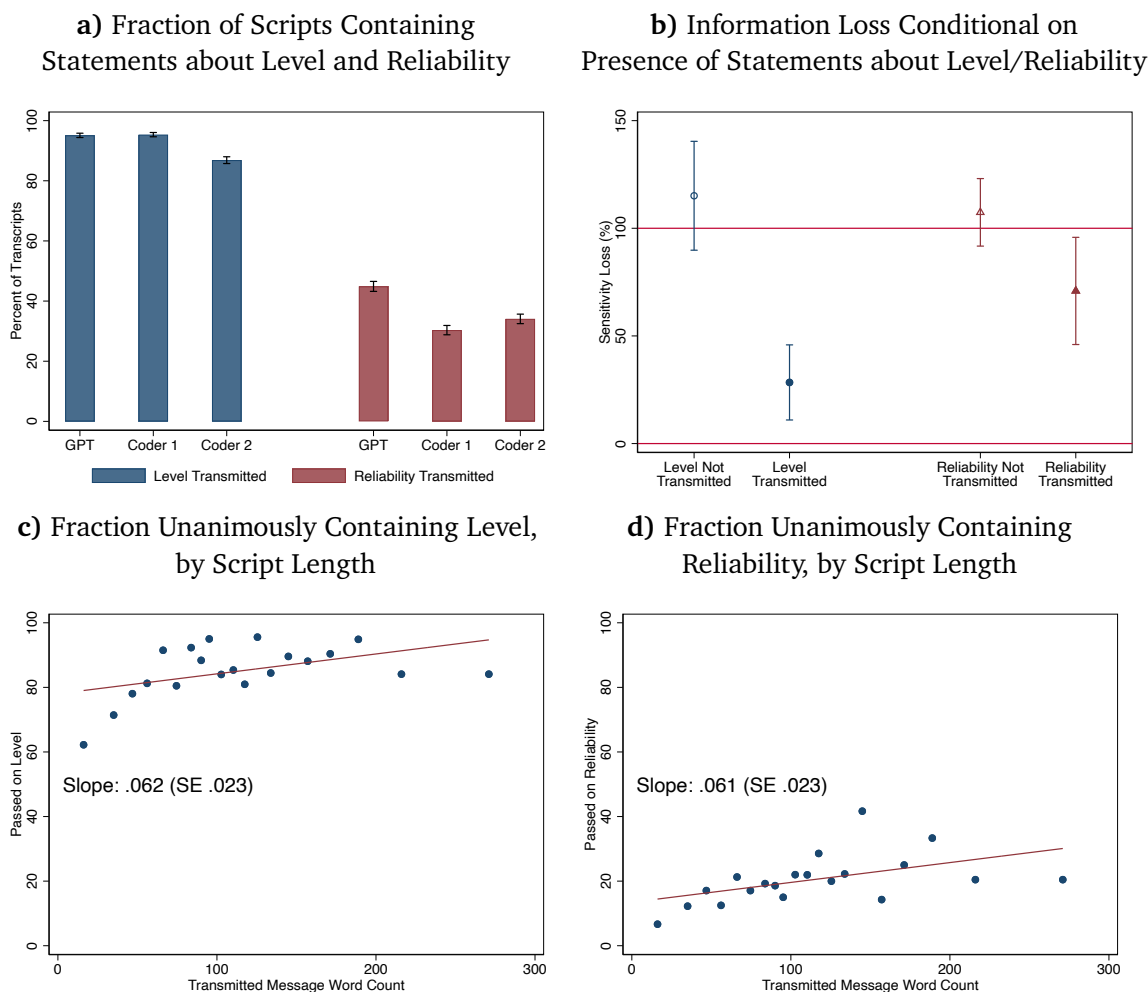 a) Fraction of Scripts Containing
Statements about Level and Reliability
Percent of Transcripts
100
80
60
40
20
0
GPT Coder 1 Coder 2 GPT Coder 1 Coder 2
Level Transmitted Reliability Transmitted
b) Information Loss Conditional on
Presence of Statements about Level/Reliability
Sensitivity Loss (%)
150
100
50
0
Level Not Level Reliability Not Reliability
Transmitted Transmitted Transmitted Transmitted
c) Fraction Unanimously Containing Level,
by Script Length
Passed on Level
100
80
60
40
20
0
Slope: .062 (SE .023)
0 100 200 300
Transmitted Message Word Count
d) Fraction Unanimously Containing
Reliability, by Script Length
Passed on Reliability
100
80
60
40
20
0
Slope: .061 (SE .023)
0 100 200 300
Transmitted Message Word Count